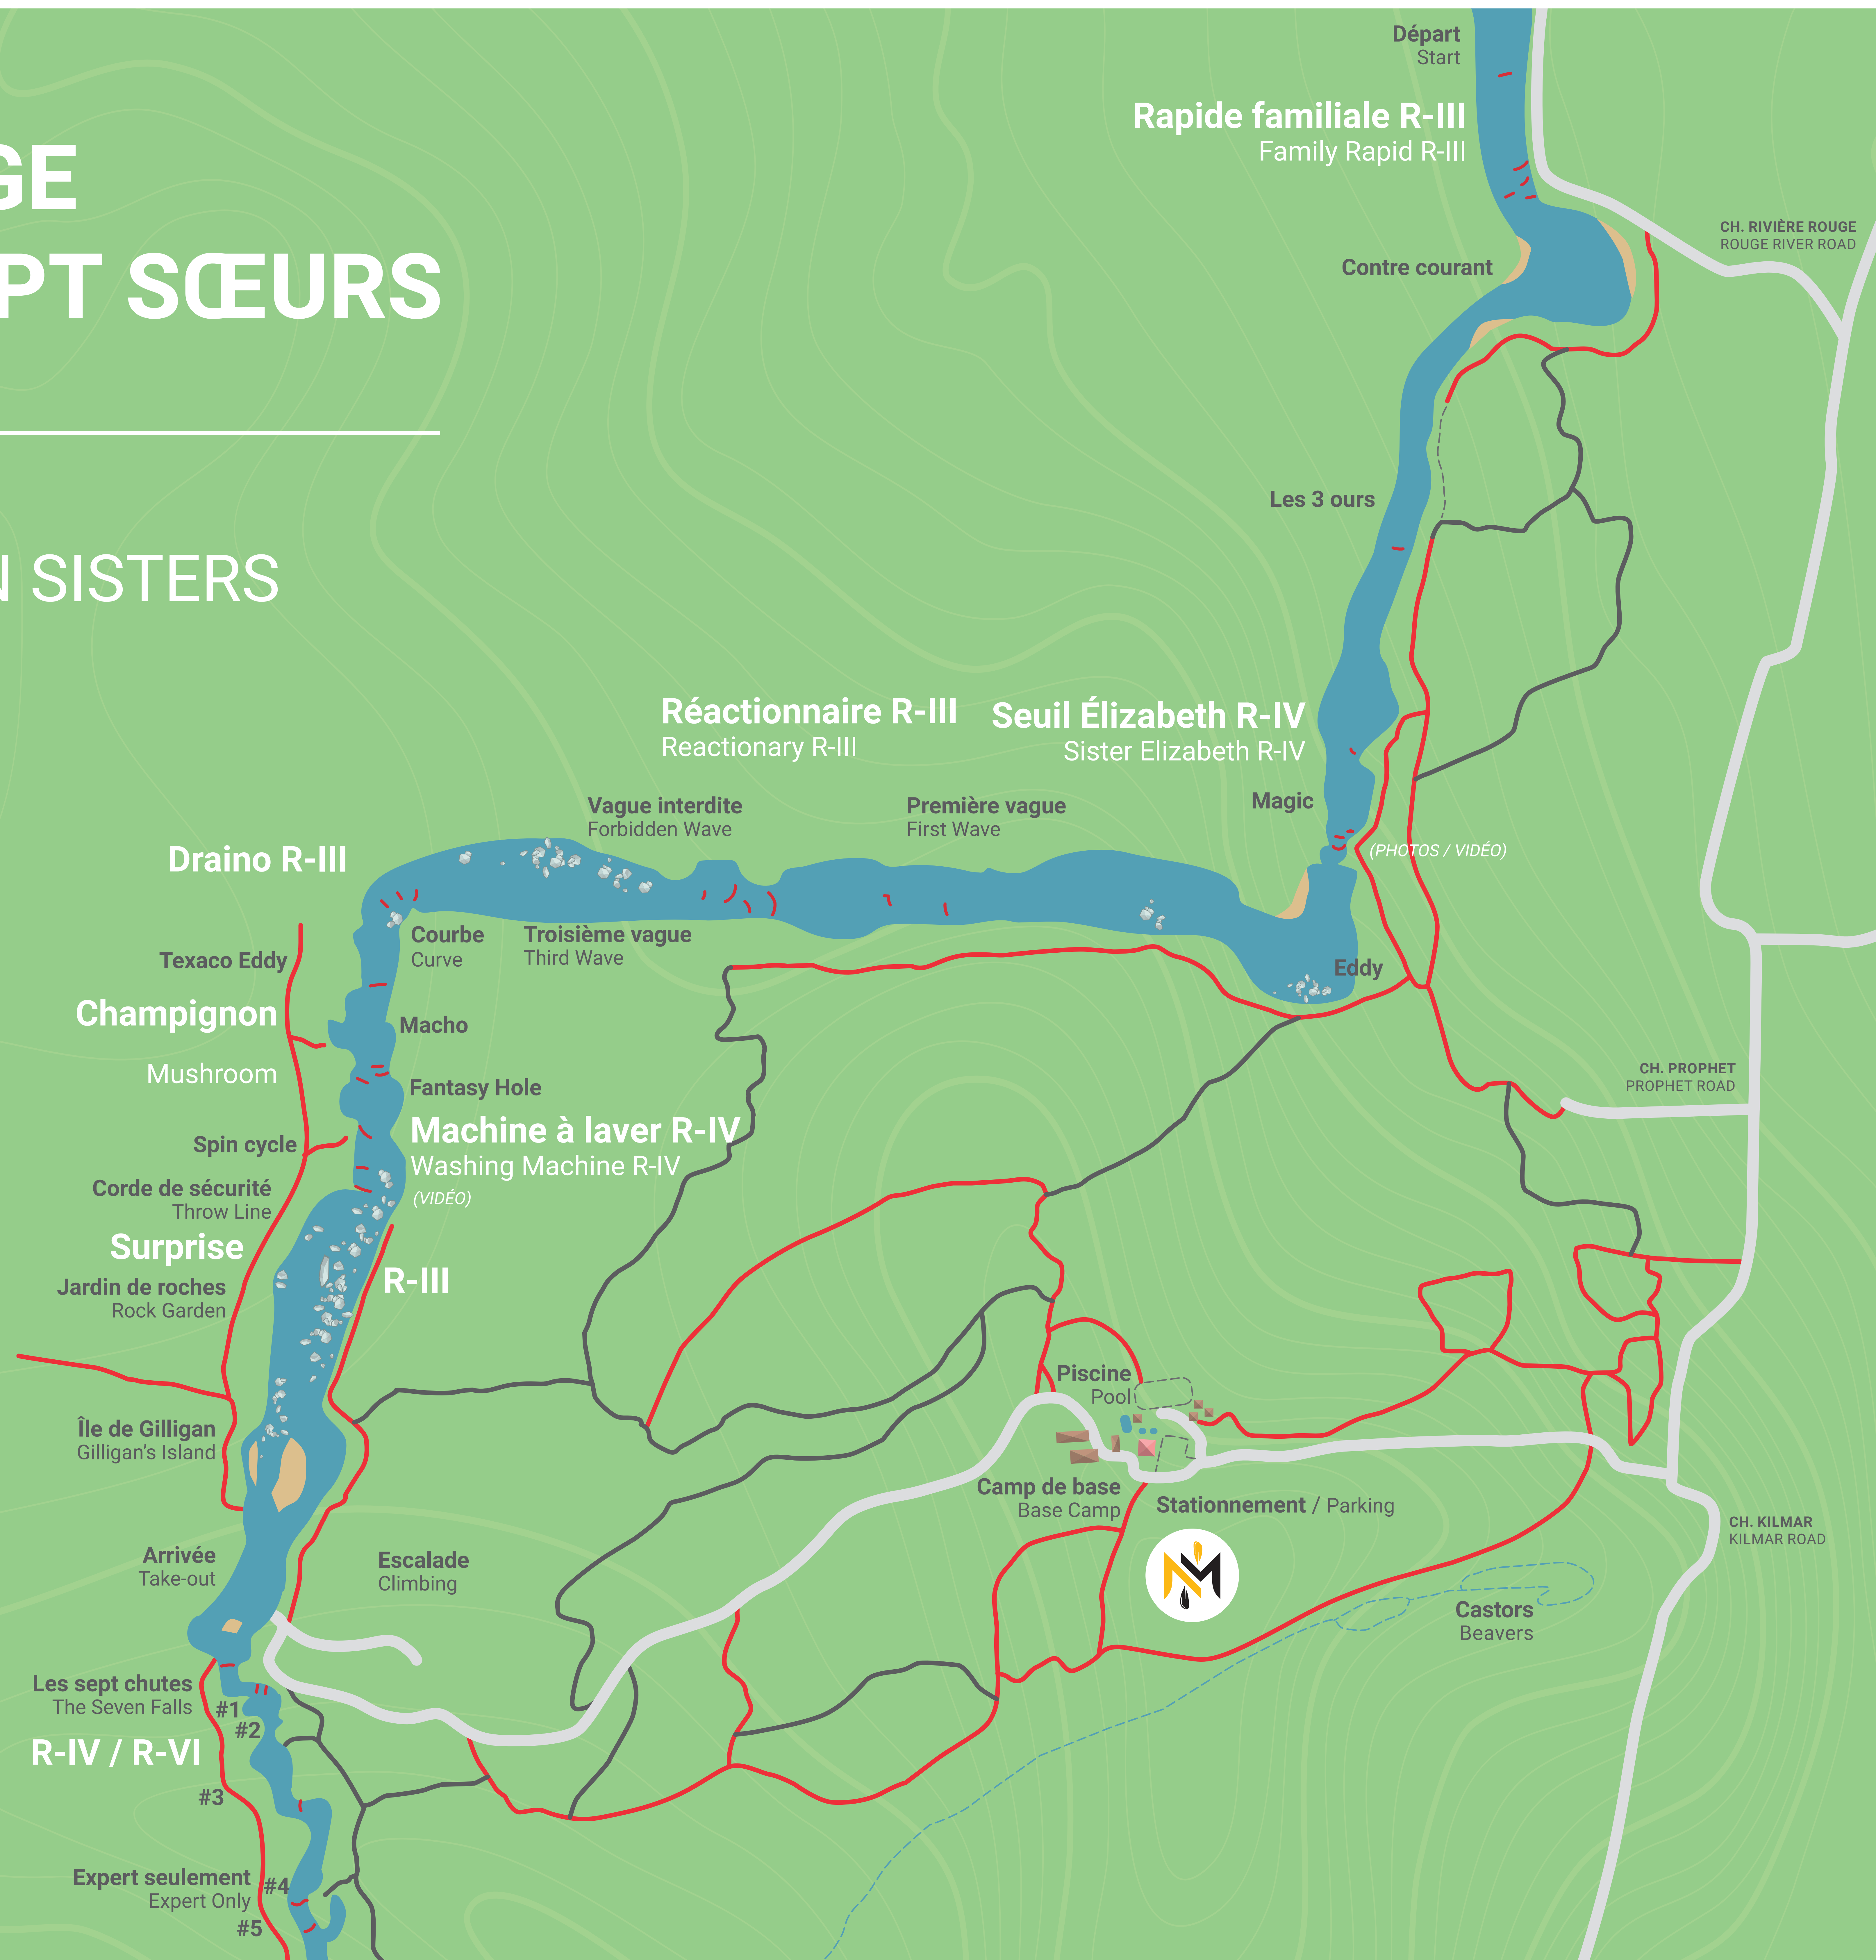 GE
PT SŒURS
N SISTERS
Départ
Start
Rapide familiale R-III
Family Rapid R-III
CH. RIVIÈRE ROUGE
ROUGE RIVER ROAD
Contre courant
Les 3 ours
Réactionnaire R-III
Reactionary R-III
Seuil Élizabeth R-IV
Sister Elizabeth R-IV
Magic
(PHOTOS / VIDÉO)
Vague interdite
Forbidden Wave
Première vague
First Wave
Draino R-III
Courbe
Curve
Troisième vague
Third Wave
Eddy
Texaco Eddy
Champignon
Mushroom
Macho
Fantasy Hole
Machine à laver R-IV
Washing Machine R-IV
(VIDÉO)
CH. PROPHET
PROPHET ROAD
Spin cycle
Corde de sécurité
Throw Line
Surprise
R-III
Jardin de roches
Rock Garden
Piscine
Pool
Île de Gilligan
Gilligan's Island
Camp de base
Base Camp
Stationnement / Parking
CH. KILMAR
KILMAR ROAD
Arrivée
Take-out
Escalade
Climbing
Castors
Beavers
Les sept chutes
The Seven Falls
#1
#2
R-IV / R-VI
#3
Expert seulement
Expert Only
#4
#5